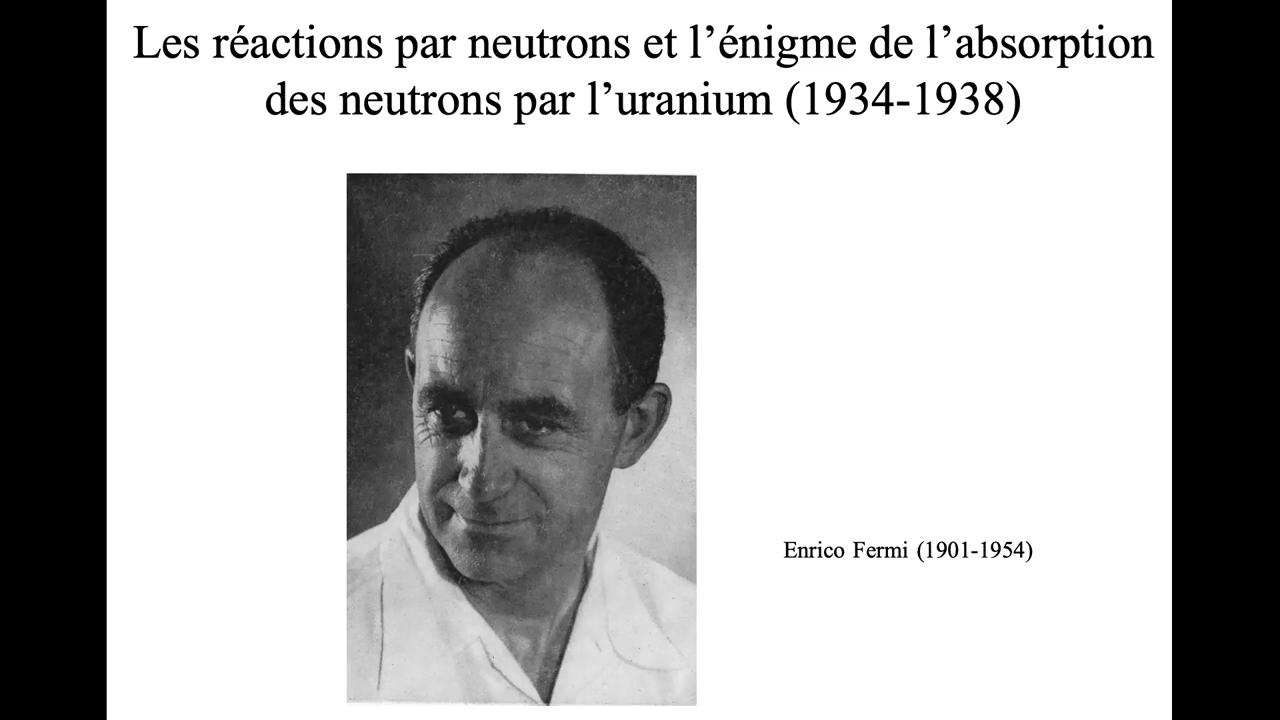 Les réactions par neutrons et l’énigme de l’absorption
des neutrons par l’uranium (1934-1938)
Enrico Fermi (1901-1954)